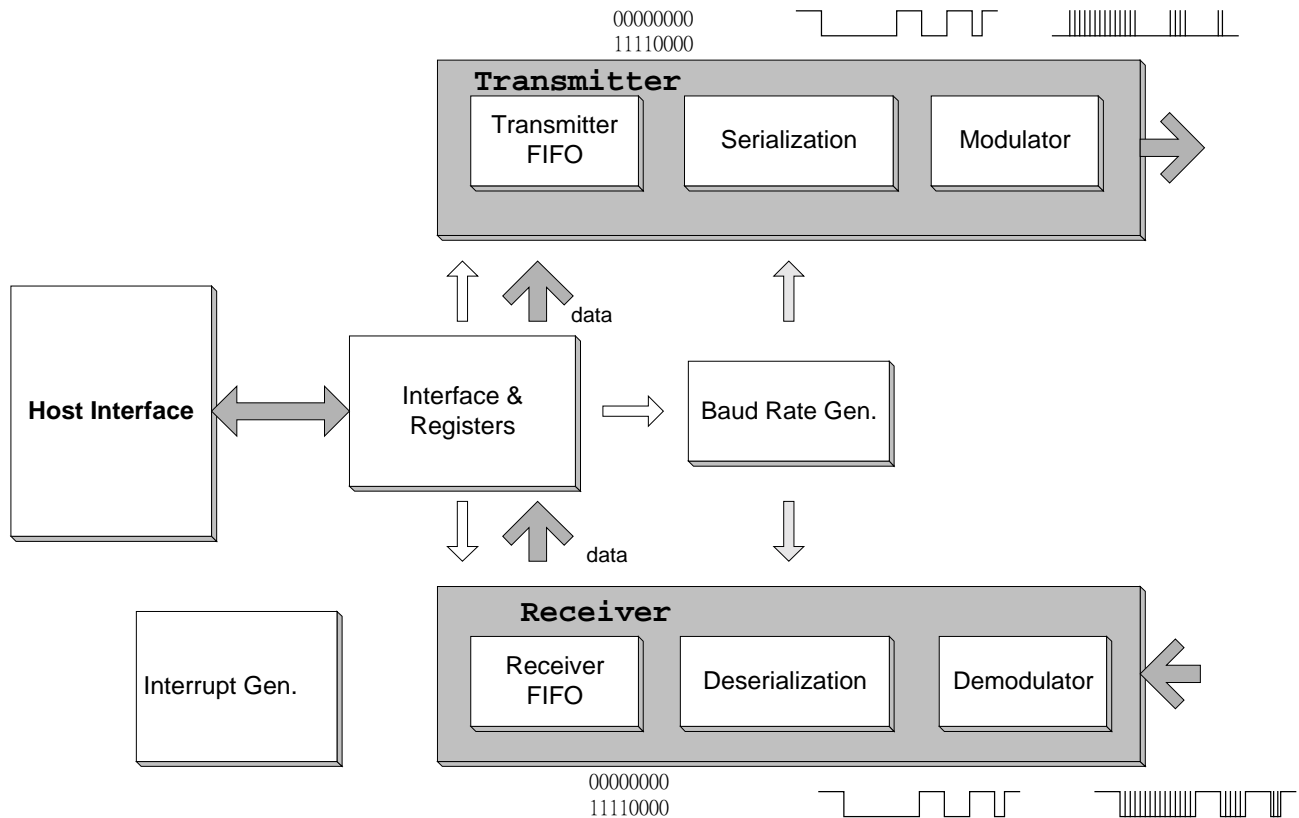 00000000
11110000
Transmitter
Transmitter
FIFO
Serialization
Modulator
data
Host Interface
Interface &
Registers
Baud Rate Gen.
data
Receiver
Interrupt Gen.
Receiver
FIFO
Deserialization
Demodulator
00000000
11110000